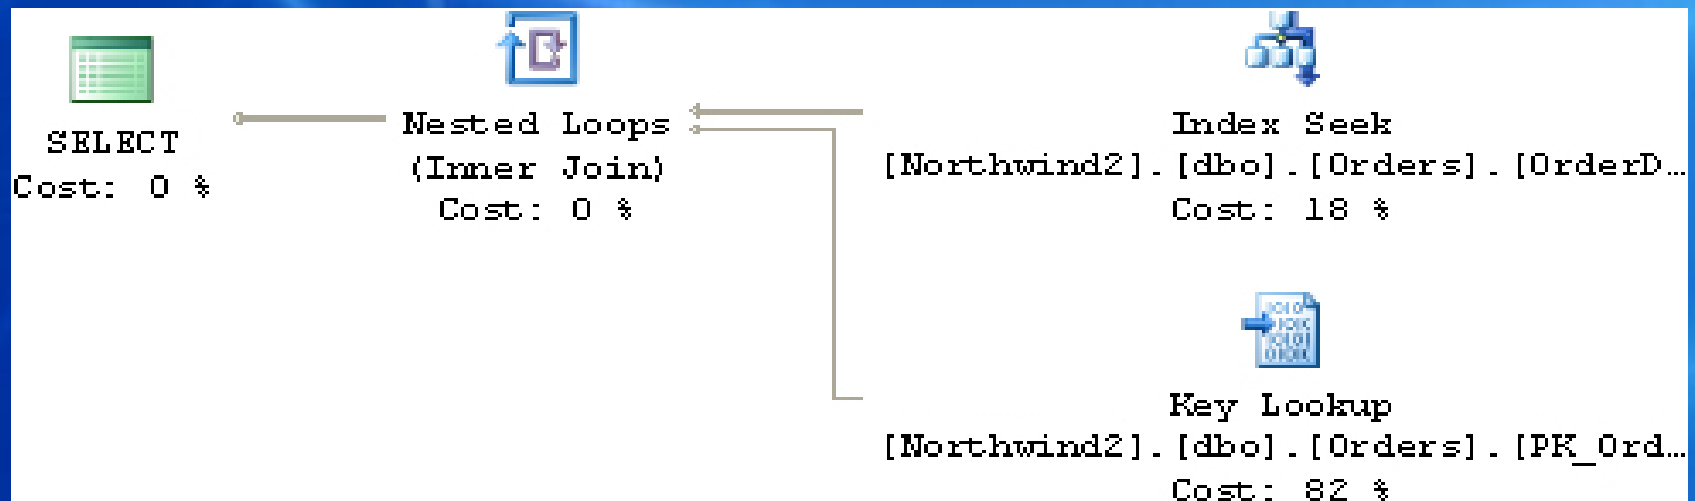 SELECT
Cost: 0 %
Nested Loops
(Inner Join)
Cost: 0 %
Index Seek
[Northwind2].[dbo].[Orders].[OrderD…
Cost: 18 %
Key Lookup
[Northwind2].[dbo].[Orders].[PK_Ord…
Cost: 82 %